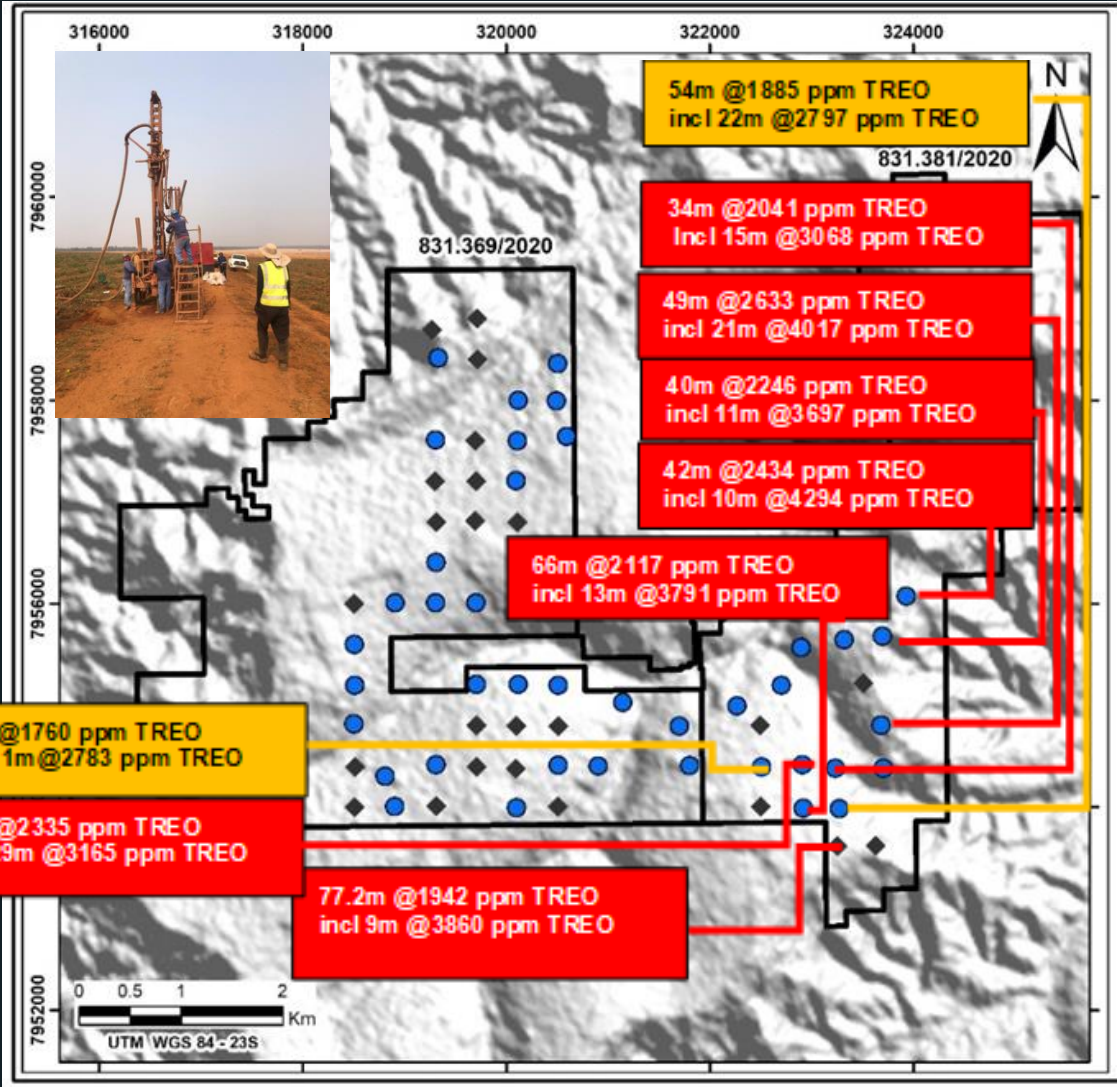 316000
318000
320000
322000
324000
N
54m @1885 ppm TREO
incl 22m @2797 ppm TREO
831.381/2020
7960000
34m @2041 ppm TREO
Incl 15m @3068 ppm TREO
831.369/2020
49m @2633 ppm TREO
incl 21m @4017 ppm TREO
7958000
40m @2246 ppm TREO
incl 11m @3697 ppm TREO
42m @2434 ppm TREO
incl 10m @4294 ppm TREO
66m @2117 ppm TREO
incl 13m @3791 ppm TREO
7956000
@1760 ppm TREO
1m @2783 ppm TREO
@2335 ppm TREO
9m @3165 ppm TREO
77.2m @1942 ppm TREO
incl 9m @3860 ppm TREO
7952000
0 0.5 1 2
Km
UTM WGS 84 - 23S